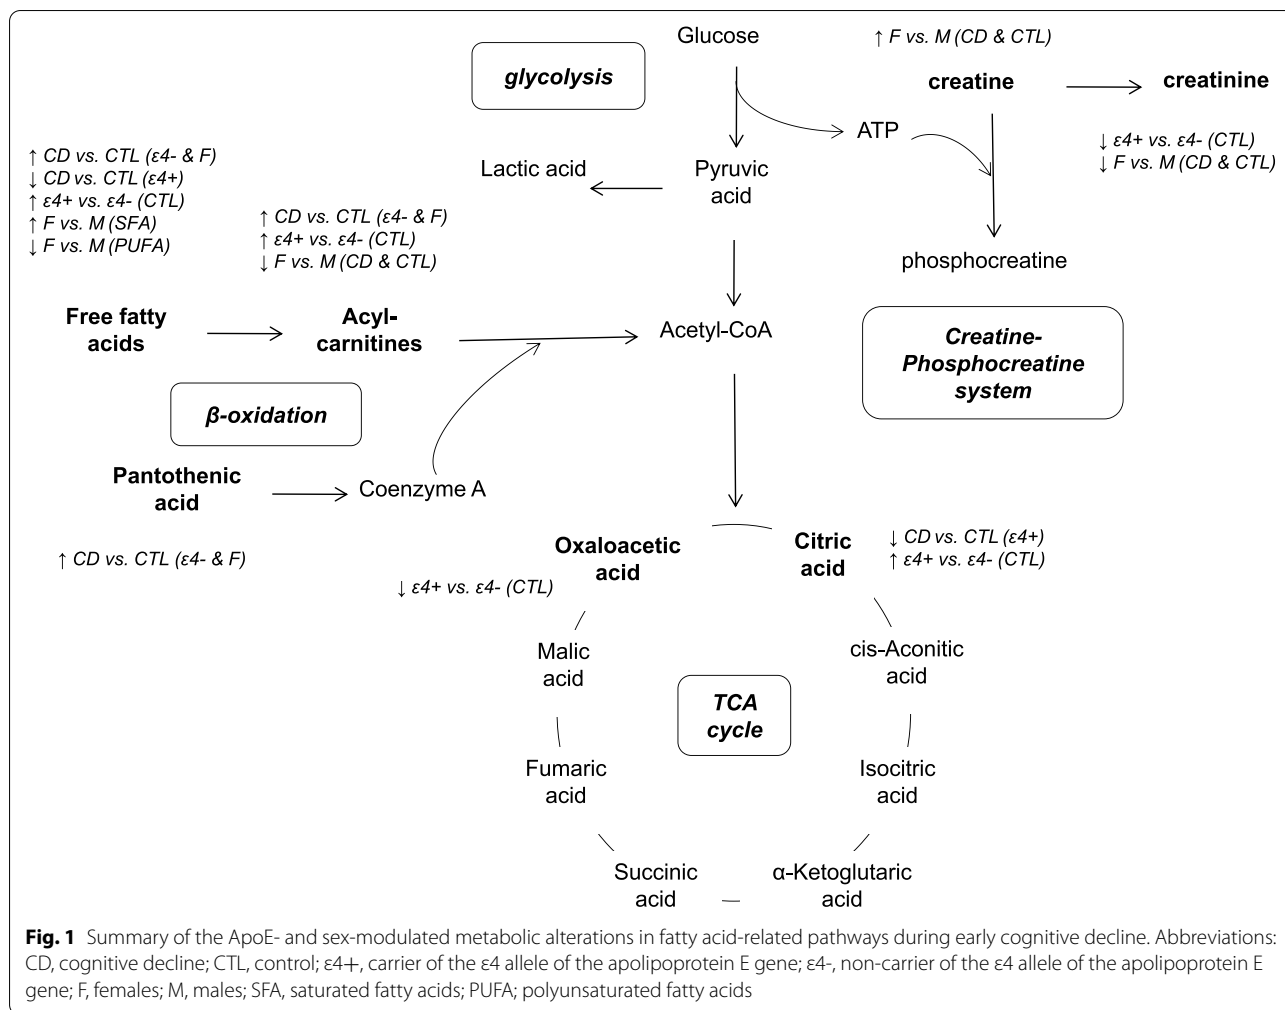 Glucose
↑ F vs. M (CD & CTL)
glycolysis
creatine
creatinine
ATP
↑ CD vs. CTL (ε4- & F)
↓ CD vs. CTL (ε4+)
↑ ε4+ vs. ε4- (CTL)
↑ F vs. M (SFA)
↓ F vs. M (PUFA)
Lactic acid
Pyruvic
acid
↓ ε4+ vs. ε4- (CTL)
↓ F vs. M (CD & CTL)
↑ CD vs. CTL (ε4- & F)
↑ ε4+ vs. ε4- (CTL)
↓ F vs. M (CD & CTL)
phosphocreatine
Free fatty
acids
Acyl-
carnitines
Acetyl-CoA
Creatine-
Phosphocreatine
system
β-oxidation
Pantothenic
acid
Coenzyme A
↑ CD vs. CTL (ε4- & F)
Oxaloacetic
acid
Citric
acid
↓ CD vs. CTL (ε4+)
↑ ε4+ vs. ε4- (CTL)
↓ ε4+ vs. ε4- (CTL)
Malic
acid
cis-Aconitic
acid
TCA
cycle
Fumaric
acid
Isocitric
acid
Succinic
acid
α-Ketoglutaric
acid
Fig. 1 Summary of the ApoE- and sex-modulated metabolic alterations in fatty acid-related pathways during early cognitive decline. Abbreviations:
CD, cognitive decline; CTL, control; ε4+, carrier of the ε4 allele of the apolipoprotein E gene; ε4-, non-carrier of the ε4 allele of the apolipoprotein E
gene; F, females; M, males; SFA, saturated fatty acids; PUFA; polyunsaturated fatty acids